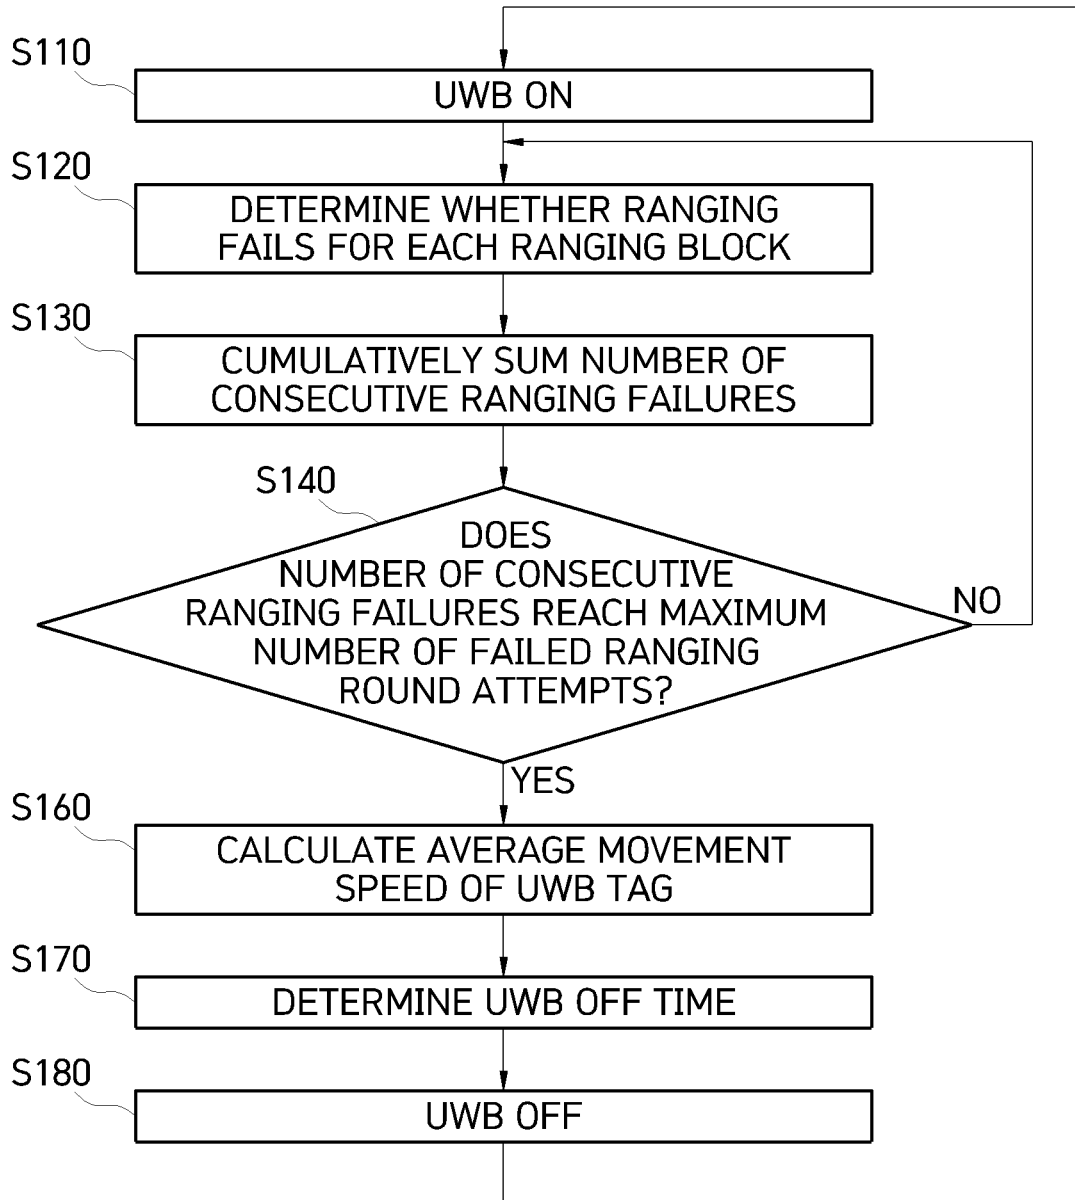 S110
UWB ON
S120
DETERMINE WHETHER RANGING
FAILS FOR EACH RANGING BLOCK
S130
CUMULATIVELY SUM NUMBER OF
CONSECUTIVE RANGING FAILURES
S140
DOES
NUMBER OF CONSECUTIVE
RANGING FAILURES REACH MAXIMUM
NUMBER OF FAILED RANGING
ROUND ATTEMPTS?
NO
YES
S160
CALCULATE AVERAGE MOVEMENT
SPEED OF UWB TAG
S170
DETERMINE UWB OFF TIME
S180
UWB OFF